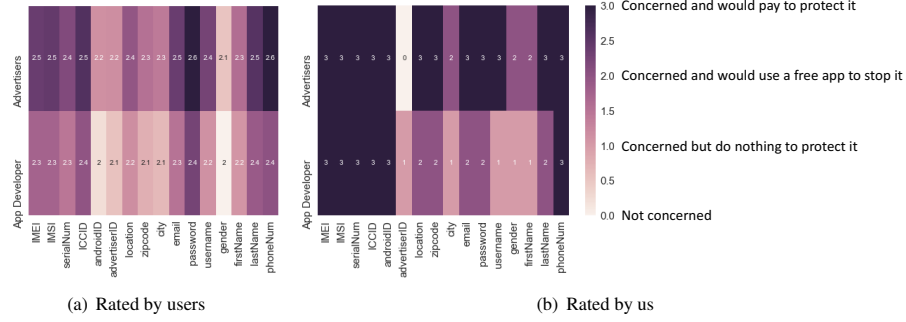 Advertisers
2.5 2.5 2.4 2.5 2.2 2.2 2.4 2.3 2.3 2.5 2.6 2.4 2.1 2.3 2.5 2.6
App Developer
2.3 2.3 2.3 2.4 2 2.1 2.2 2.1 2.1 2.3 2.4 2.2 2 2.2 2.4 2.4
IMEI
IMSI
serialNum
ICCID
androidID
advertiserID
location
zipcode
city
email
password
username
gender
firstName
lastName
phoneNum
(a) Rated by users
Advertisers
3 3 3 3 3 0 3 3 2 3 3 3 2 2 3 3
App Developer
3 3 3 3 3 1 2 2 1 2 2 1 1 1 2 3
IMEI
IMSI
serialNum
ICCID
androidID
advertiserID
location
zipcode
city
email
password
username
gender
firstName
lastName
phoneNum
(b) Rated by us
3.0 Concerned and would pay to protect it
2.5
2.0 Concerned and would use a free app to stop it
1.5
1.0 Concerned but do nothing to protect it
0.5
0.0 Not concerned